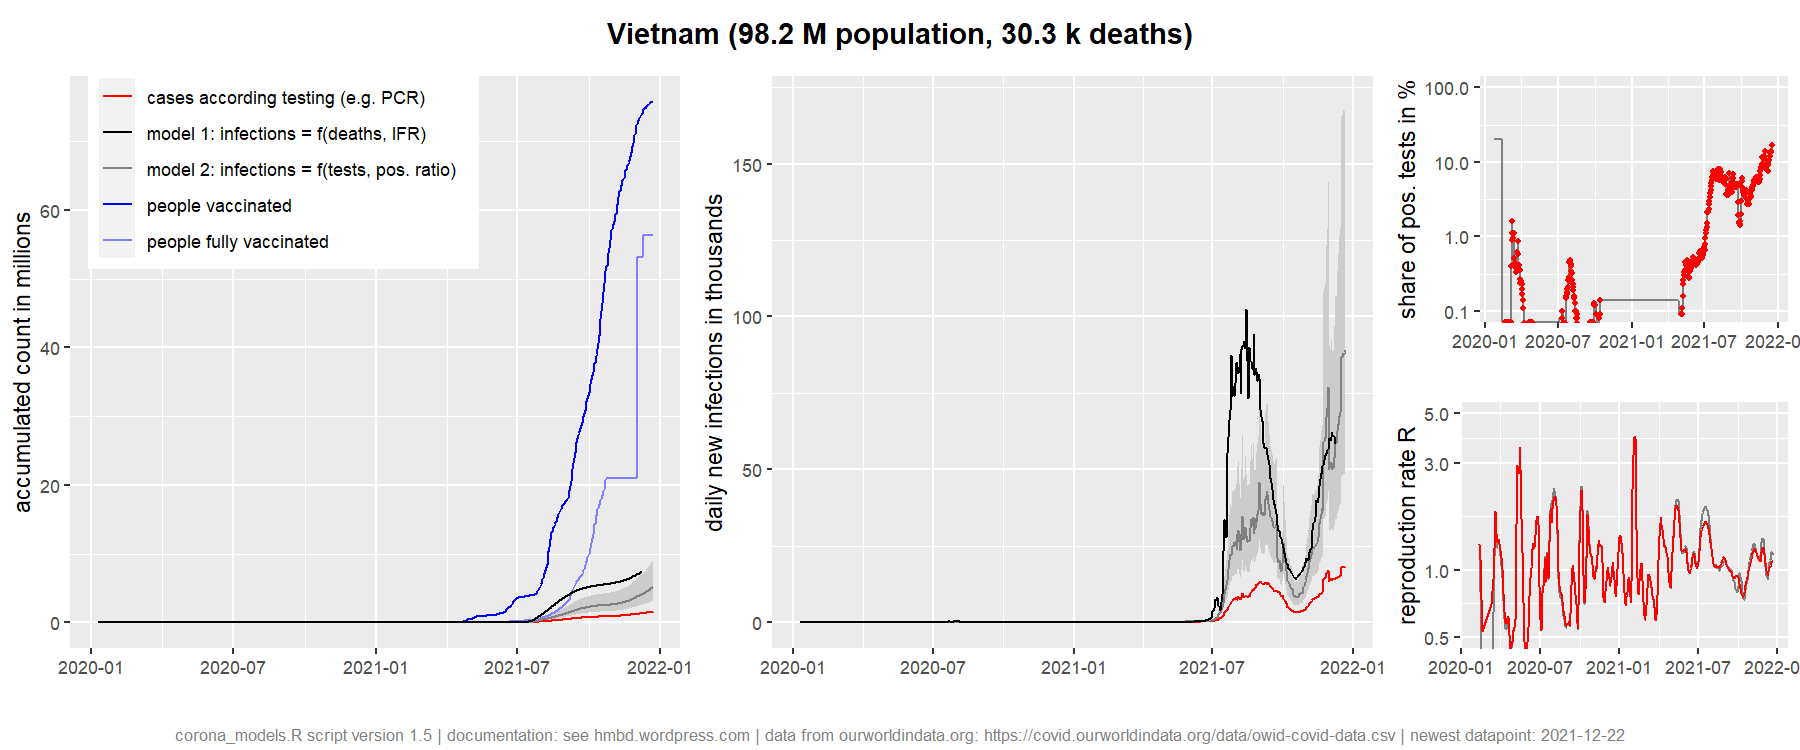 Vietnam (98.2 M population, 30.3 k deaths)
accumulated count in millions
cases according testing (e.g. PCR)
model 1: infections = f(deaths, IFR)
model 2: infections = f(tests, pos. ratio)
people vaccinated
people fully vaccinated
60
40
20
0
2020-01 2020-07 2021-01 2021-07 2022-01
daily new infections in thousands
150
100
50
0
2020-01 2020-07 2021-01 2021-07 2022-01
share of pos. tests in %
100.0
10.0
1.0
0.1
2020-01 2020-07 2021-01 2021-07 2022-0
reproduction rate R
5.0
3.0
1.0
0.5
2020-01 2020-07 2021-01 2021-07 2022-0
corona_models.R script version 1.5 | documentation: see hmbd.wordpress.com | data from ourworldindata.org: https://covid.ourworldindata.org/data/owid-covid-data.csv | newest datapoint: 2021-12-22